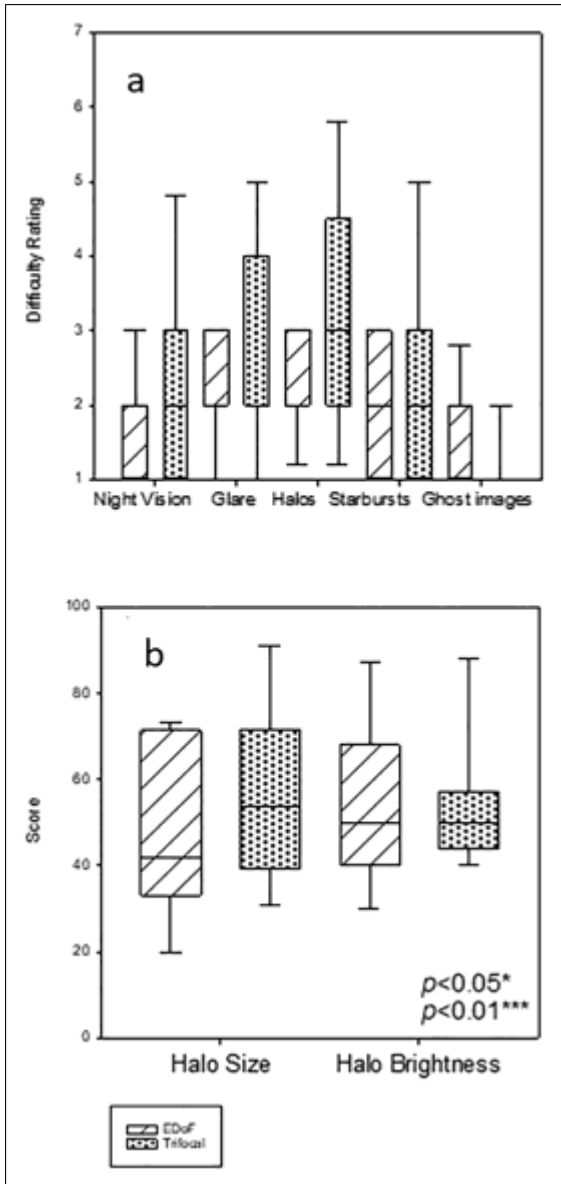 a
Difficulty Rating
7
6
5
4
3
2
1
Night Vision Glare Halos Starbursts Ghost images
b
Score
100
80
60
40
20
0
p<0.05*
p<0.01***
Halo Size Halo Brightness
EDoF
Trifocal